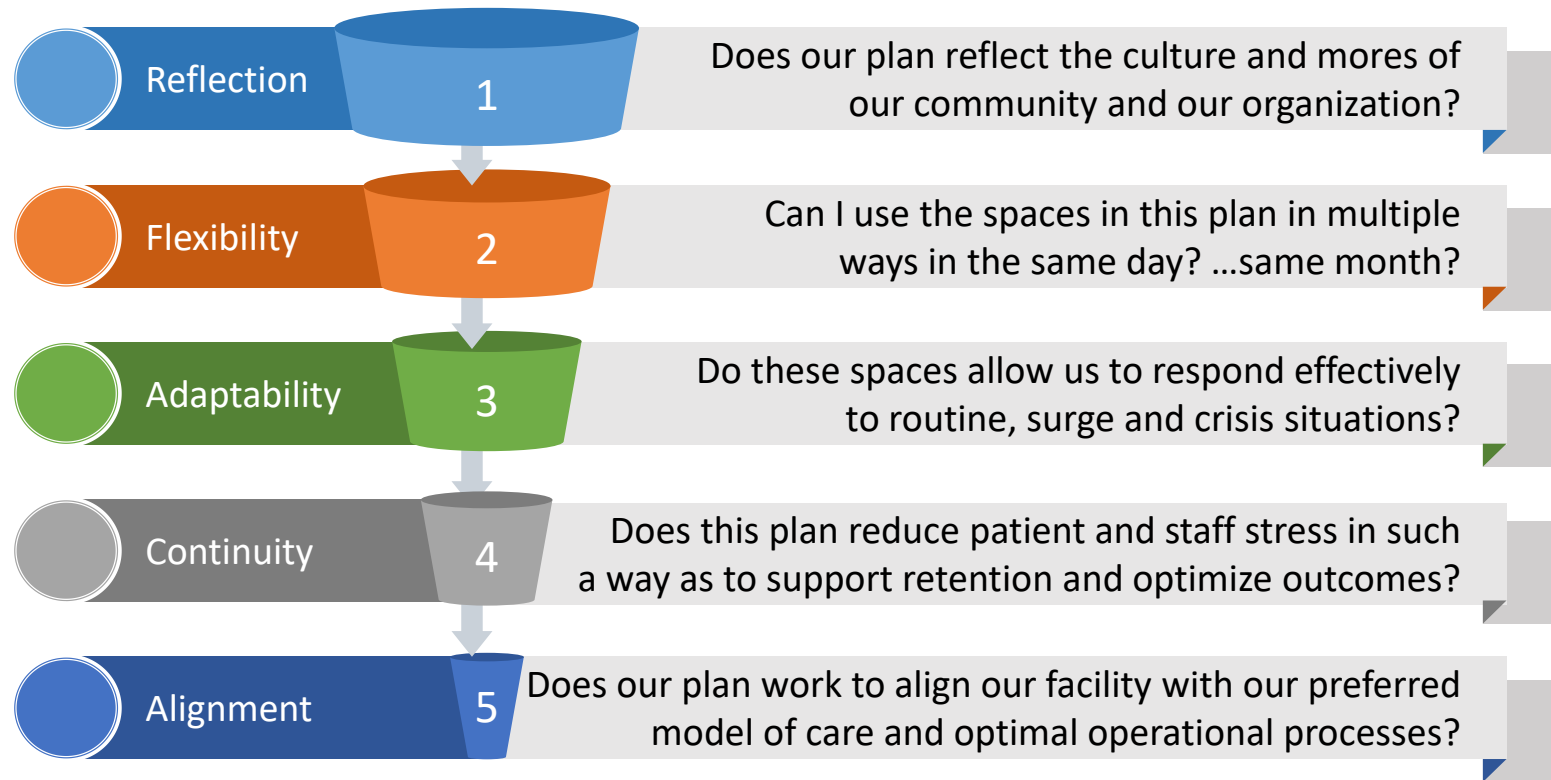 Reflection
1
Does our plan reflect the culture and mores of
our community and our organization?
Flexibility
2
Can I use the spaces in this plan in multiple
ways in the same day? ...same month?
Adaptability
3
Do these spaces allow us to respond effectively
to routine, surge and crisis situations?
Continuity
4
Does this plan reduce patient and staff stress in such
a way as to support retention and optimize outcomes?
Alignment
5
Does our plan work to align our facility with our preferred
model of care and optimal operational processes?